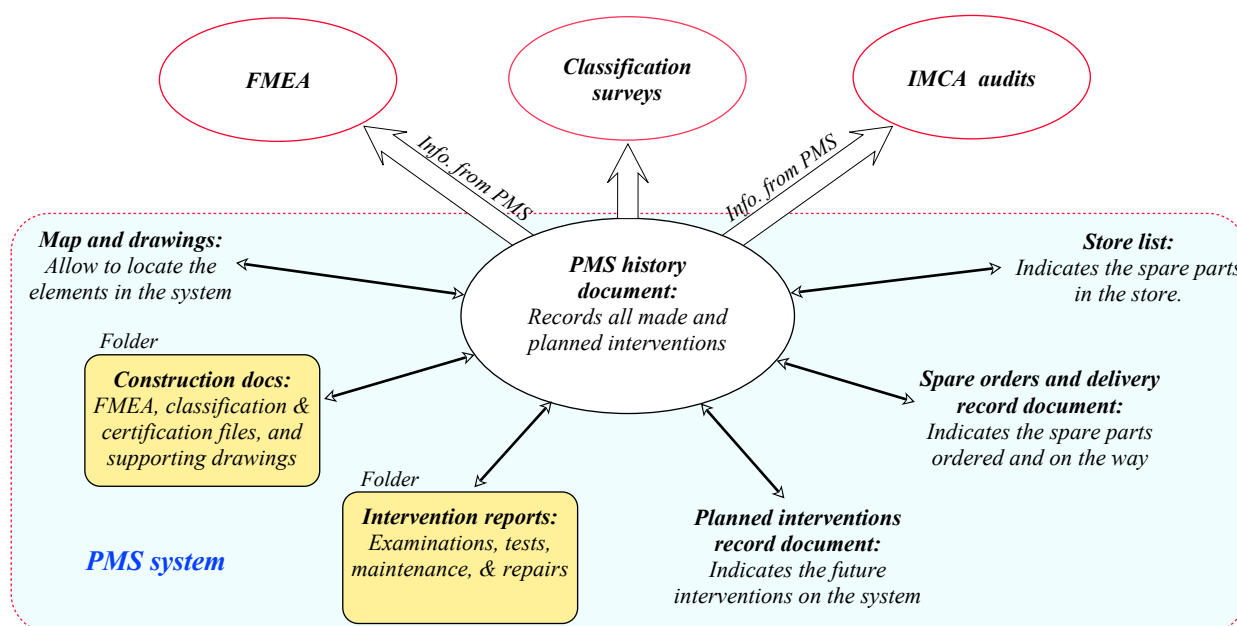 FMEA
Classification
surveys
IMCA audits
Info. from PMS
Info. from PMS
Map and drawings:
Allow to locate the
elements in the system
PMS history
document:
Records all made and
planned interventions
Store list:
Indicates the spare parts
in the store.
Folder
Construction docs:
FMEA, classification &
certification files, and
supporting drawings
Spare orders and delivery
record document:
Indicates the spare parts
ordered and on the way
Folder
Intervention reports:
Examinations, tests,
maintenance, & repairs
Planned interventions
record document:
Indicates the future
interventions on the system
PMS system